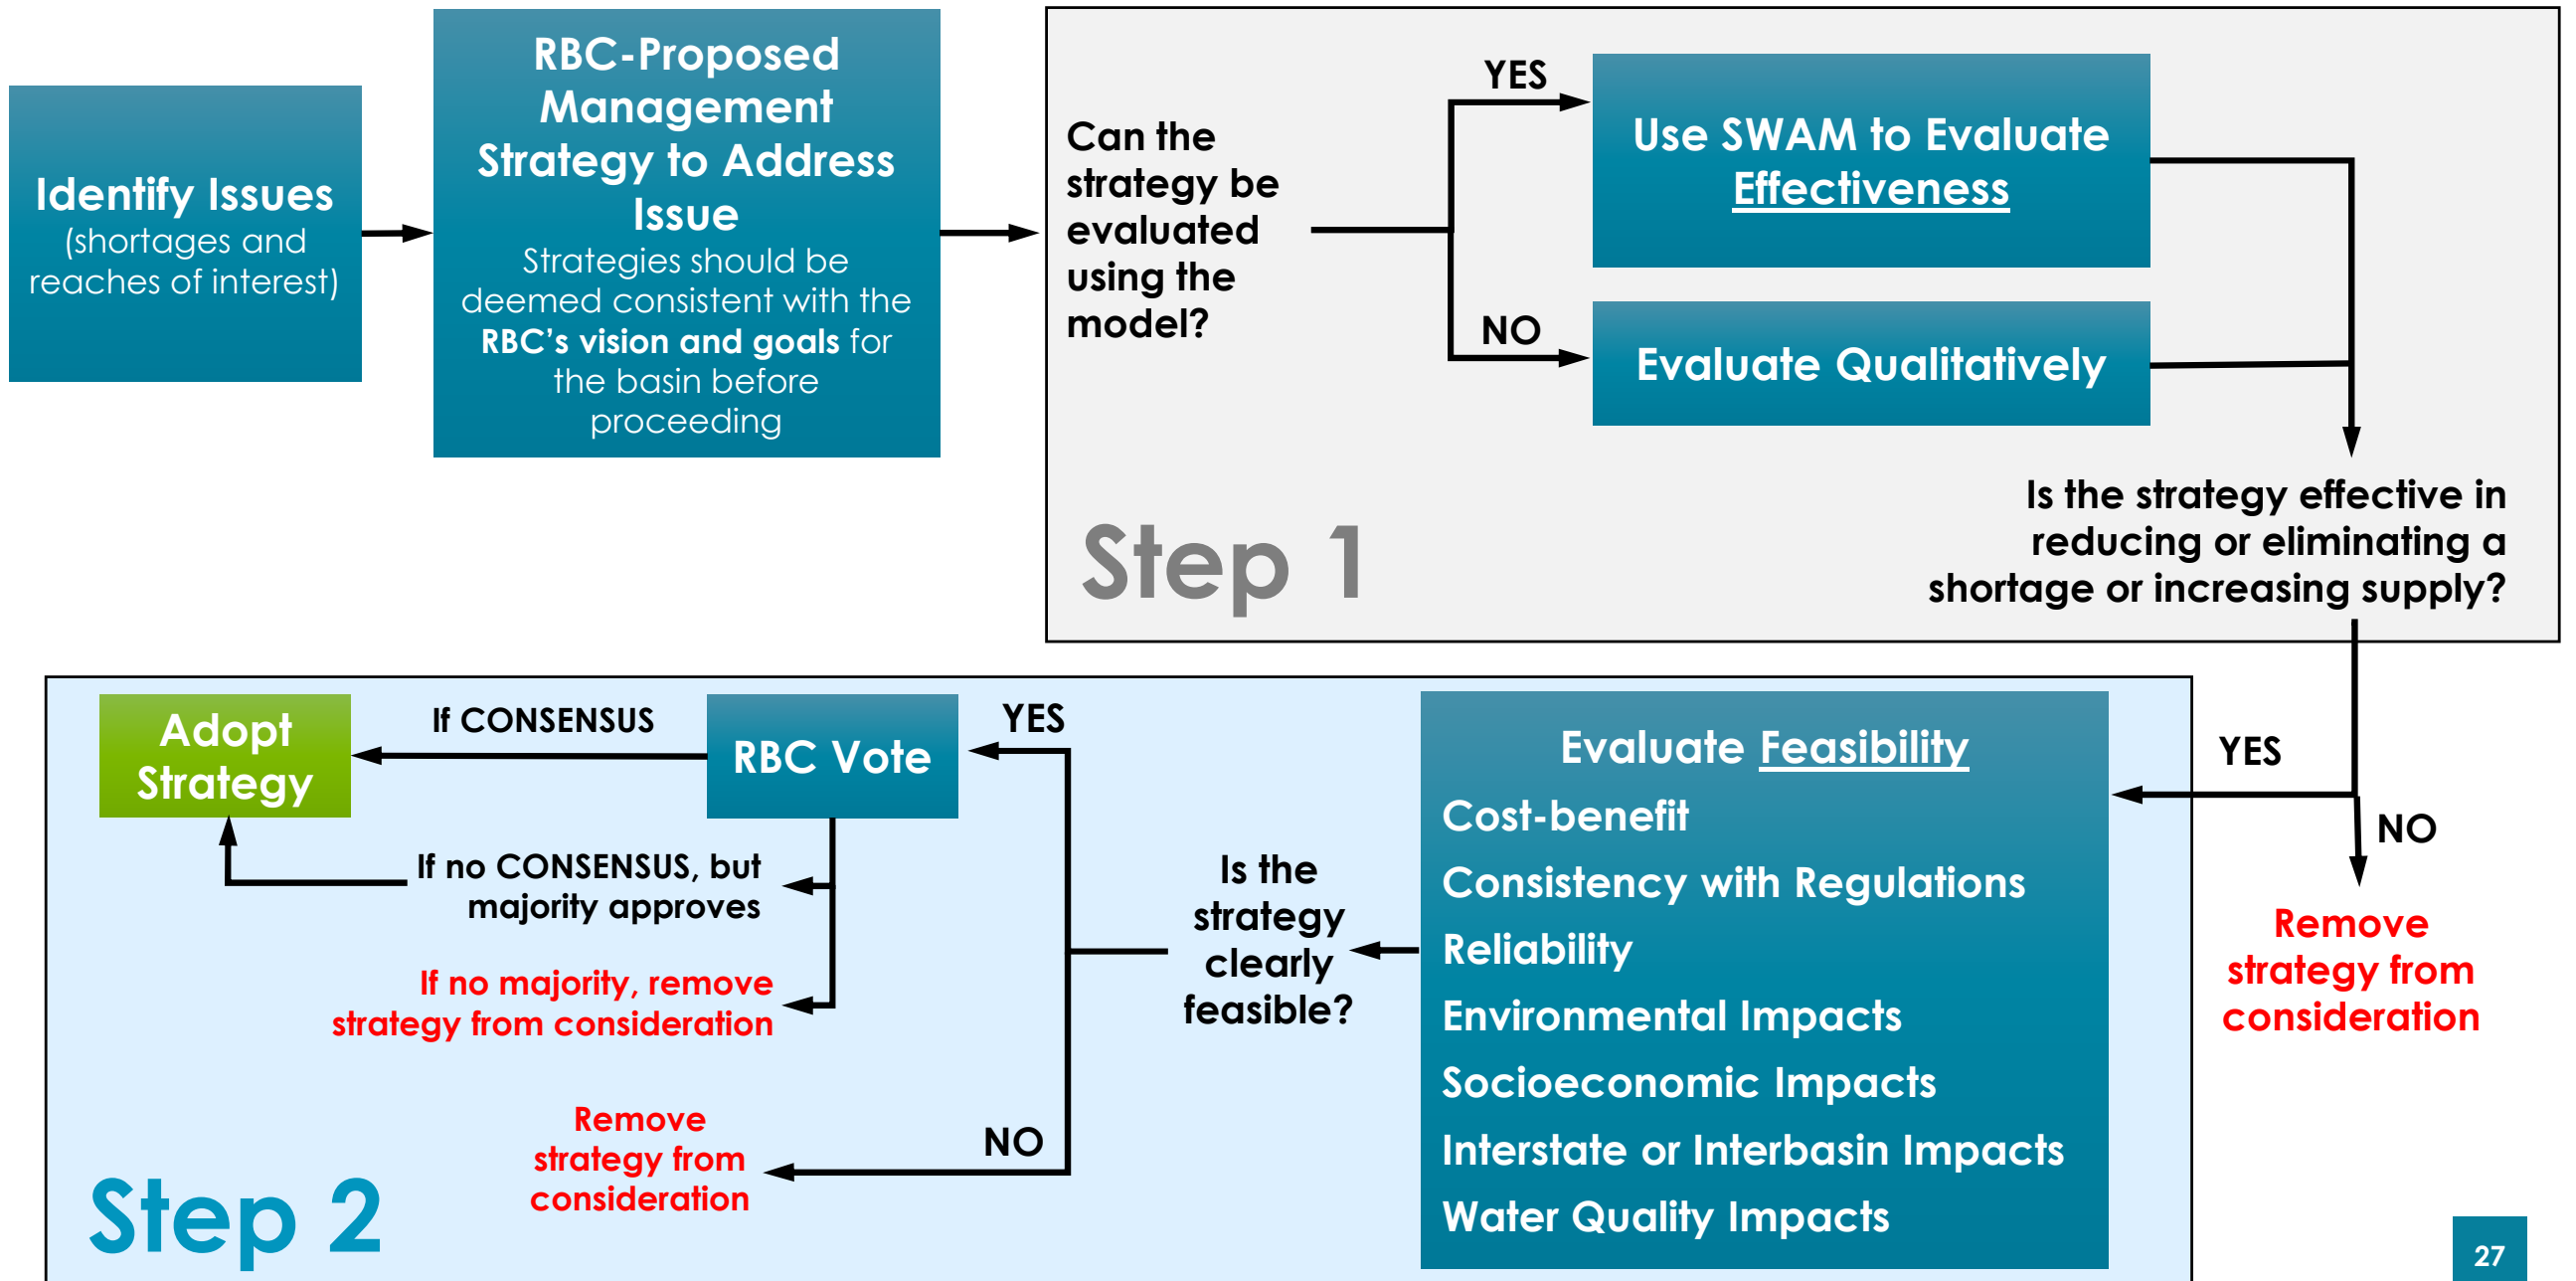 Identify Issues
(shortages and
reaches of interest)
RBC-Proposed
Management
Strategy to Address
Issue
Strategies should be
deemed consistent with the
RBC’s vision and goals for
the basin before
proceeding
Can the
strategy be
evaluated
using the
model?
YES
Use SWAM to Evaluate
Effectiveness
NO
Evaluate Qualitatively
Is the strategy effective in
reducing or eliminating a
shortage or increasing supply?
Step 1
YES
NO
Remove
strategy from
consideration
Evaluate Feasibility
Cost-benefit
Consistency with Regulations
Reliability
Environmental Impacts
Socioeconomic Impacts
Interstate or Interbasin Impacts
Water Quality Impacts
Is the
strategy
clearly
feasible?
YES
RBC Vote
If CONSENSUS
Adopt
Strategy
If no CONSENSUS, but
majority approves
If no majority, remove
strategy from consideration
NO
Remove
strategy from
consideration
Step 2
27